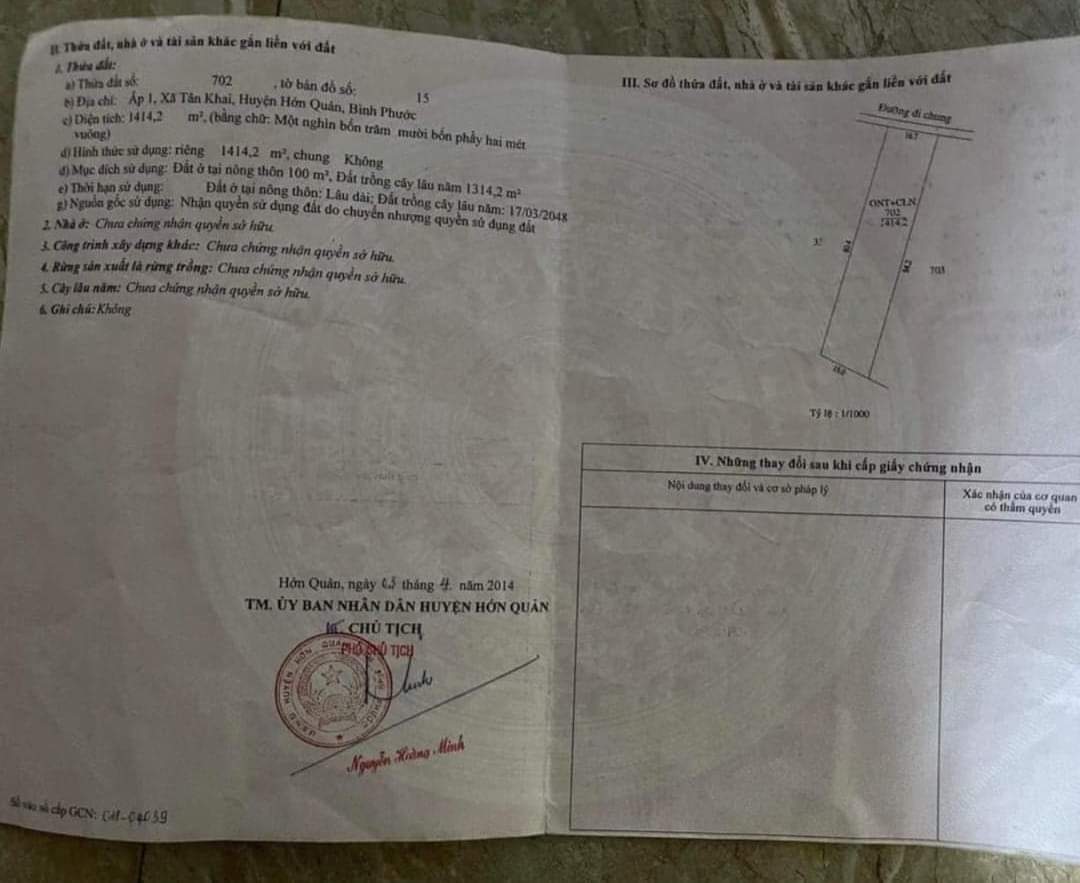 II. Thửa đất, nhà ở và tài sản khác gắn liền với đất
1. Thửa đất:
a) Thửa đất số: 702 , tờ bản đồ số: 15
b) Địa chỉ: Ấp 1, Xã Tân Khai, Huyện Hớn Quản, Bình Phước
c) Diện tích: 1414,2 m², (bằng chữ: Một nghìn bốn trăm mười bốn phẩy hai mét
vuông)
d) Hình thức sử dụng: riêng 1414,2 m², chung Không
đ) Mục đích sử dụng: Đất ở tại nông thôn 100 m², Đất trồng cây lâu năm 1314,2 m²
e) Thời hạn sử dụng: Đất ở tại nông thôn: Lâu dài; Đất trồng cây lâu năm: 17/03/2048
g) Nguồn gốc sử dụng: Nhận quyền sử dụng đất do chuyển nhượng quyền sử dụng đất
2. Nhà ở: Chưa chứng nhận quyền sở hữu.
3. Công trình xây dựng khác: Chưa chứng nhận quyền sở hữu.
4. Rừng sản xuất là rừng trồng: Chưa chứng nhận quyền sở hữu.
5. Cây lâu năm: Chưa chứng nhận quyền sở hữu.
6. Ghi chú: Không
Hớn Quản, ngày 03 tháng 4 năm 2014
TM. ỦY BAN NHÂN DÂN HUYỆN HỚN QUẢN
KT. CHỦ TỊCH
PHÓ CHỦ TỊCH
Nguyễn Hoàng Minh
Số vào sổ cấp GCN: CH-04039
III. Sơ đồ thửa đất, nhà ở và tài sản khác gắn liền với đất
Đường đi chung
16.7
ONT+CLN
702
1414.2
703
Tỷ lệ : 1/1000
IV. Những thay đổi sau khi cấp giấy chứng nhận
Nội dung thay đổi và cơ sở pháp lý
Xác nhận của cơ quan
có thẩm quyền